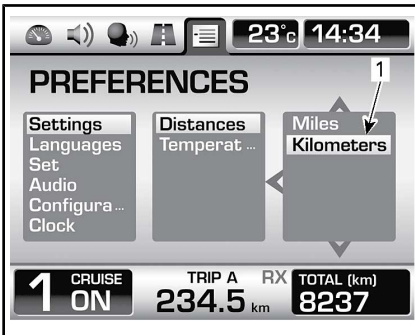 23°c 14:34
1
PREFERENCES
Settings Distances Miles
Languages Temperat ... Kilometers
Set
Audio
Configura ...
Clock
1 CRUISE ON TRIP A 234.5 km RX TOTAL (km) 8237